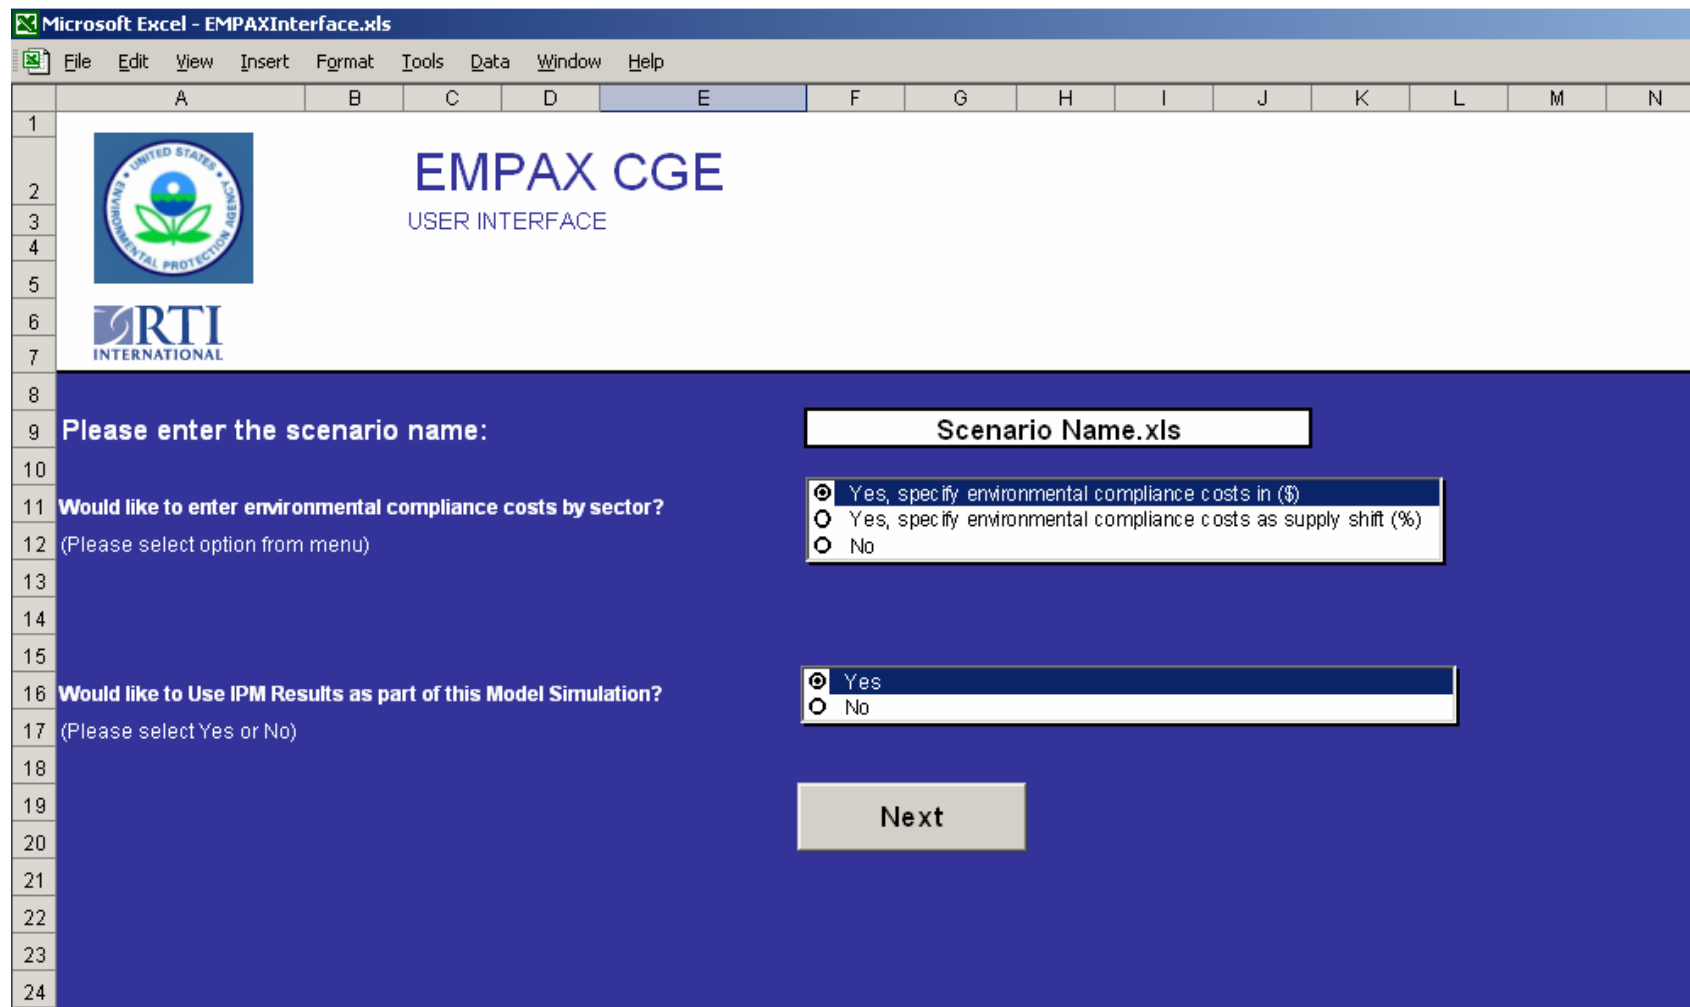 Microsoft Excel - EMPAXInterface.xls
File Edit View Insert Format Tools Data Window Help
A B C D E F G H I J K L M N
1
UNITED STATES
ENVIRONMENTAL PROTECTION AGENCY
2 EMPAX CGE
3 USER INTERFACE
4
5
6 RTI
7 INTERNATIONAL
8
9 Please enter the scenario name: Scenario Name.xls
10
11 Would like to enter environmental compliance costs by sector? Yes, specify environmental compliance costs in ($)
Yes, specify environmental compliance costs as supply shift (%)
12 (Please select option from menu) No
13
14
15
16 Would like to Use IPM Results as part of this Model Simulation? Yes
No
17 (Please select Yes or No)
18
19 Next
20
21
22
23
24